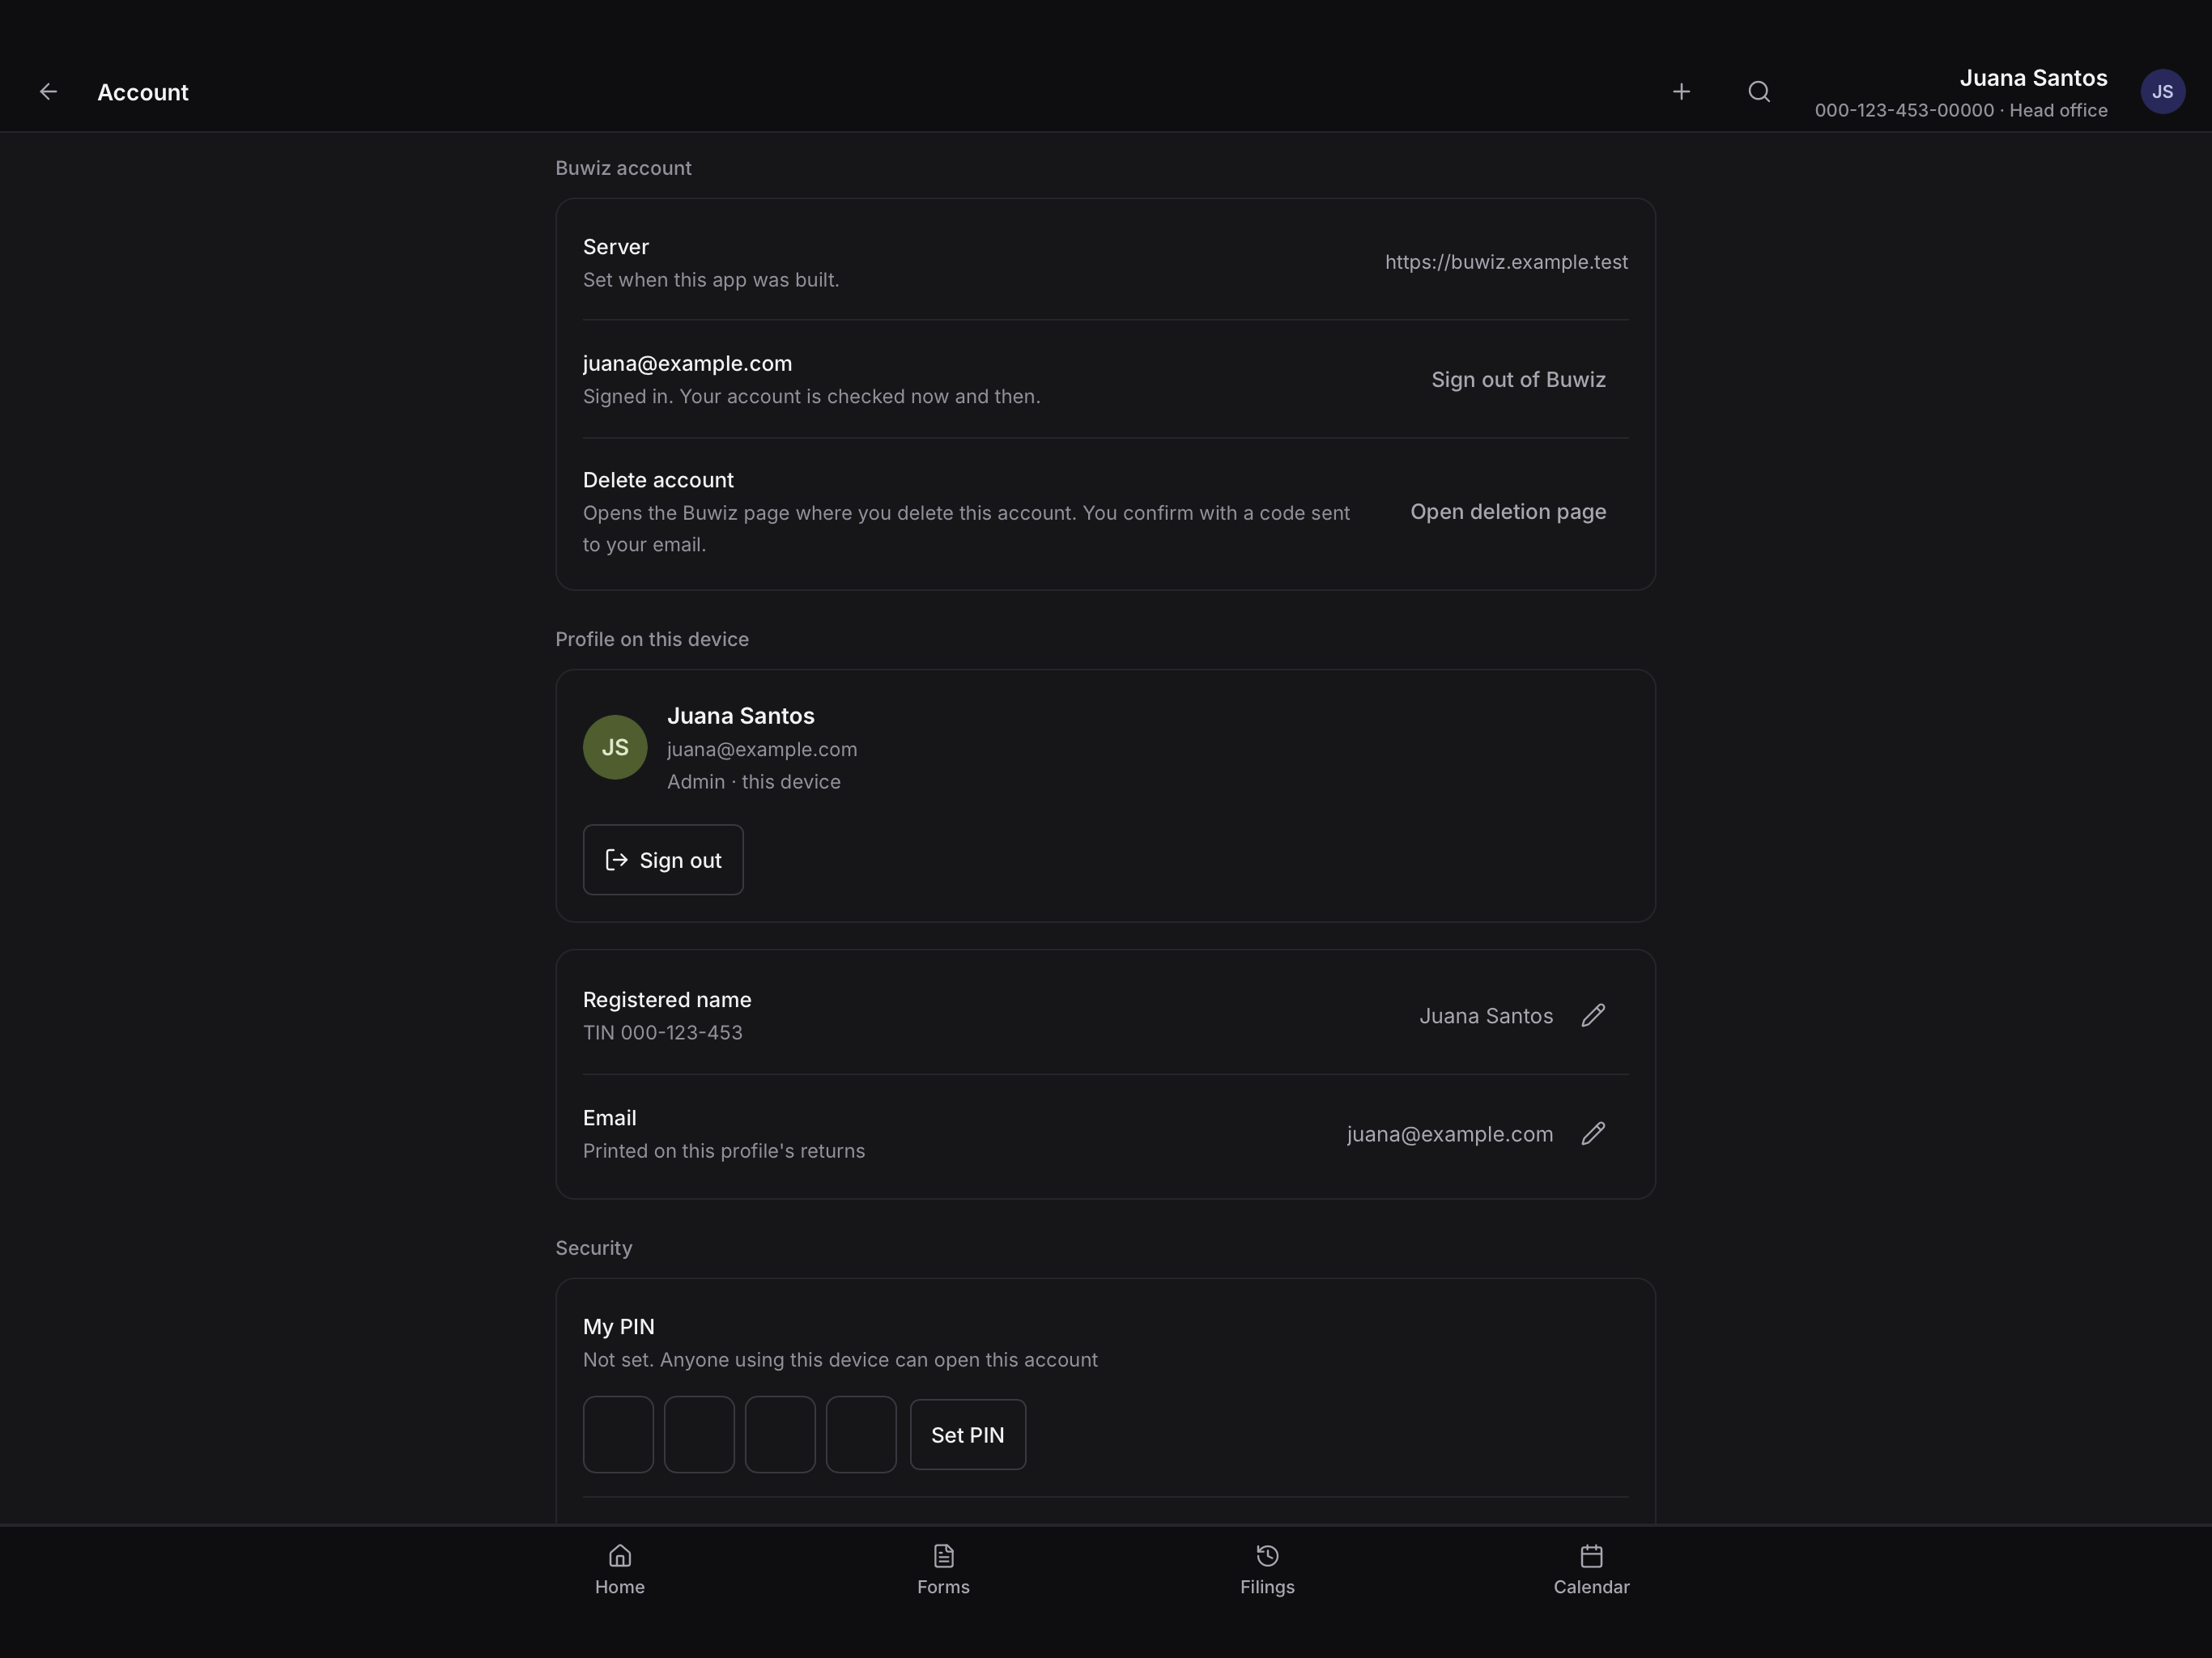 Account
Juana Santos
000-123-453-00000 · Head office
JS
Buwiz account
Server
Set when this app was built.
https://buwiz.example.test
juana@example.com
Signed in. Your account is checked now and then.
Sign out of Buwiz
Delete account
Opens the Buwiz page where you delete this account. You confirm with a code sent
to your email.
Open deletion page
Profile on this device
JS
Juana Santos
juana@example.com
Admin · this device
Sign out
Registered name
TIN 000-123-453
Juana Santos
Email
Printed on this profile's returns
juana@example.com
Security
My PIN
Not set. Anyone using this device can open this account
Set PIN
Home
Forms
Filings
Calendar